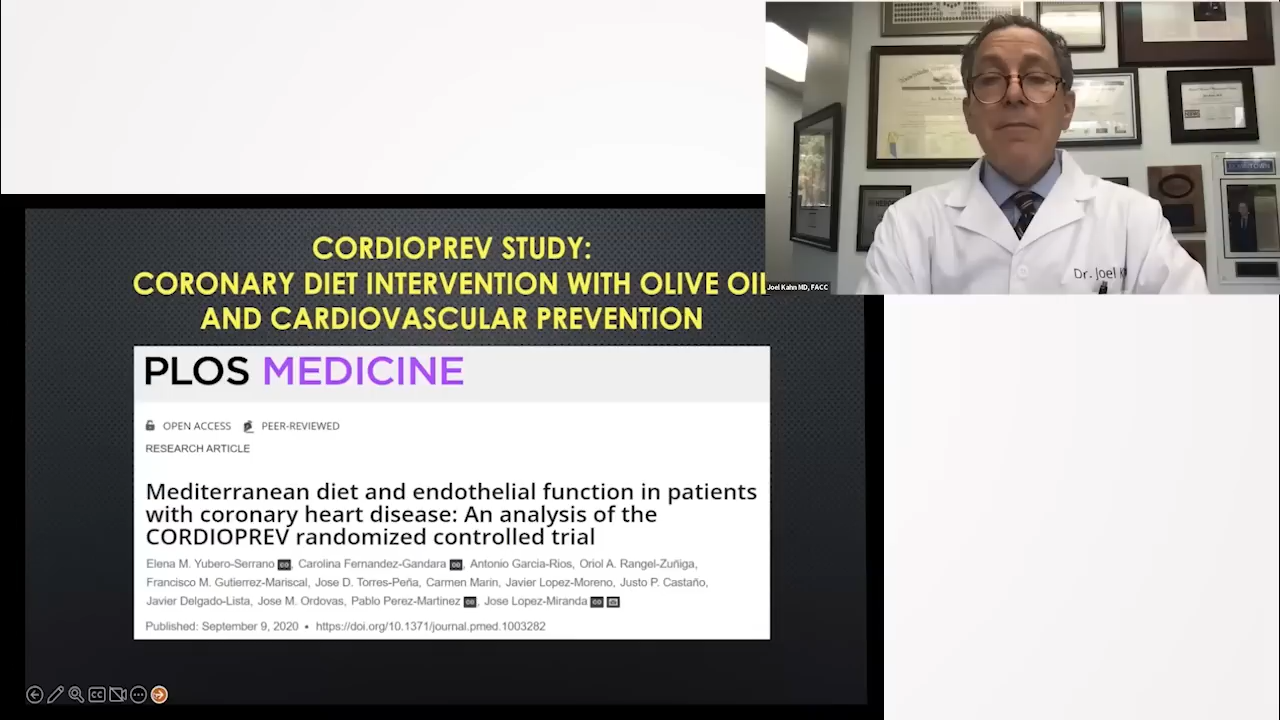 CORDIOPREV STUDY:
CORONARY DIET INTERVENTION WITH OLIVE OIL
AND CARDIOVASCULAR PREVENTION
PLOS MEDICINE
OPEN ACCESS PEER-REVIEWED
RESEARCH ARTICLE
Mediterranean diet and endothelial function in patients
with coronary heart disease: An analysis of the
CORDIOPREV randomized controlled trial
Elena M. Yubero-Serrano, Carolina Fernandez-Gandara, Antonio Garcia-Rios, Oriol A. Rangel-Zuñiga,
Francisco M. Gutierrez-Mariscal, Jose D. Torres-Peña, Carmen Marin, Javier Lopez-Moreno, Justo P. Castaño,
Javier Delgado-Lista, Jose M. Ordovas, Pablo Perez-Martinez, Jose Lopez-Miranda
Published: September 9, 2020 • https://doi.org/10.1371/journal.pmed.1003282
Dr. Joel K
Joel Kahn MD, FACC
CC